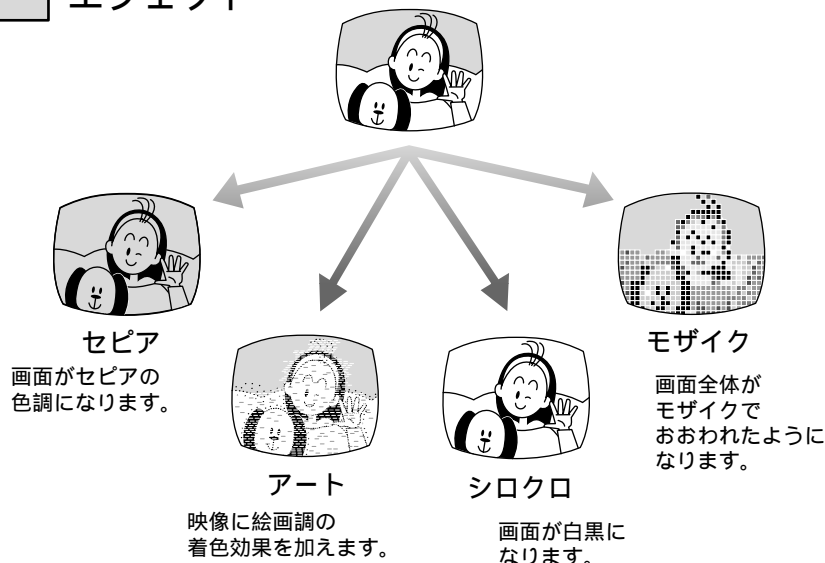 エフェクト
セピア
画面がセピアの
色調になります。
アート
映像に絵画調の
着色効果を加えます。
シロクロ
画面が白黒に
なります。
モザイク
画面全体が
モザイクで
おおわれたように
なります。